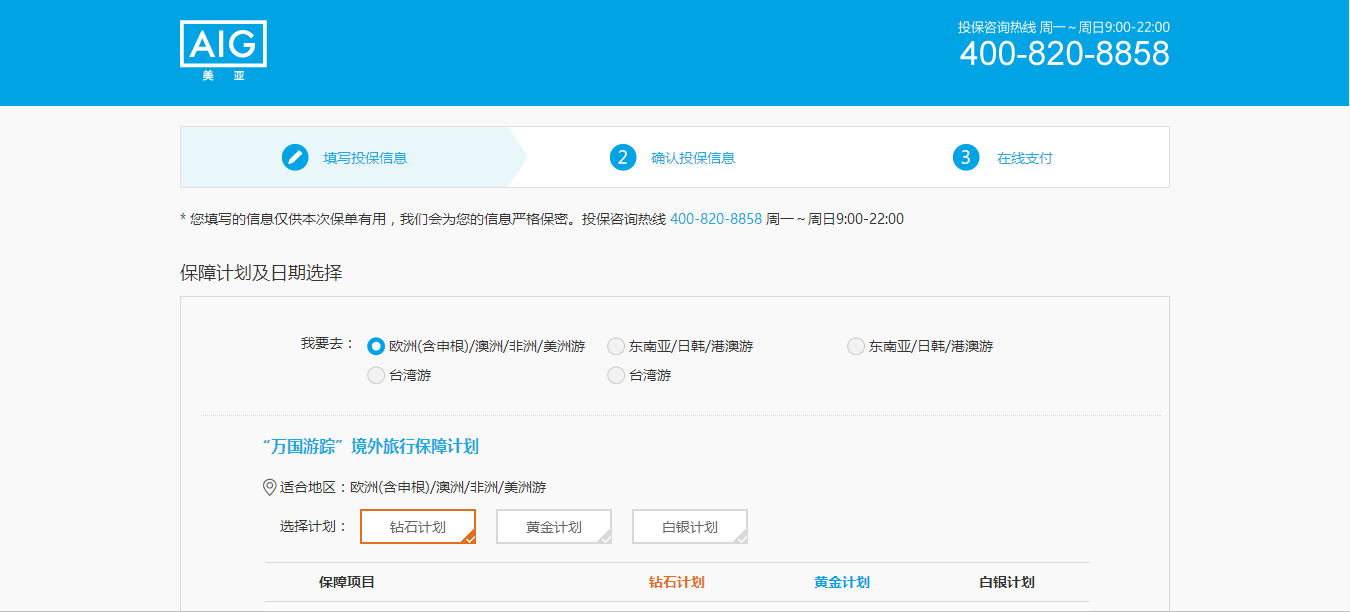 AIG
美 亚
投保咨询热线 周一～周日9:00-22:00
400-820-8858
填写投保信息
2 确认投保信息
3 在线支付
* 您填写的信息仅供本次保单有用，我们会为您的信息严格保密。投保咨询热线 400-820-8858 周一～周日9:00-22:00
保障计划及日期选择
我要去： 欧洲(含申根)/澳洲/非洲/美洲游 东南亚/日韩/港澳游 东南亚/日韩/港澳游
台湾游 台湾游
“万国游踪”境外旅行保障计划
适合地区：欧洲(含申根)/澳洲/非洲/美洲游
选择计划： 钻石计划 黄金计划 白银计划
保障项目 钻石计划 黄金计划 白银计划